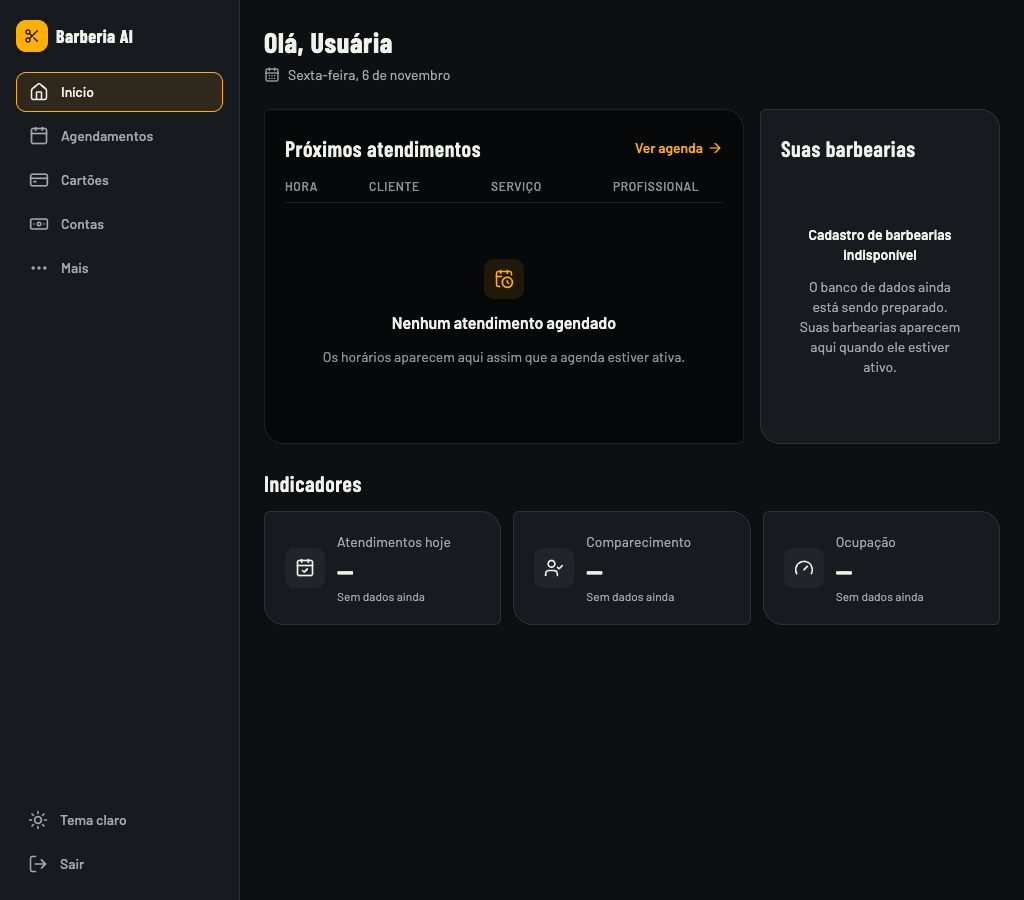 Barberia AI
Início
Agendamentos
Cartões
Contas
Mais
Tema claro
Sair
Olá, Usuária
Sexta-feira, 6 de novembro
Próximos atendimentos
Ver agenda
HORA CLIENTE SERVIÇO PROFISSIONAL
Nenhum atendimento agendado
Os horários aparecem aqui assim que a agenda estiver ativa.
Suas barbearias
Cadastro de barbearias
indisponível
O banco de dados ainda
está sendo preparado.
Suas barbearias aparecem
aqui quando ele estiver
ativo.
Indicadores
Atendimentos hoje
—
Sem dados ainda
Comparecimento
—
Sem dados ainda
Ocupação
—
Sem dados ainda